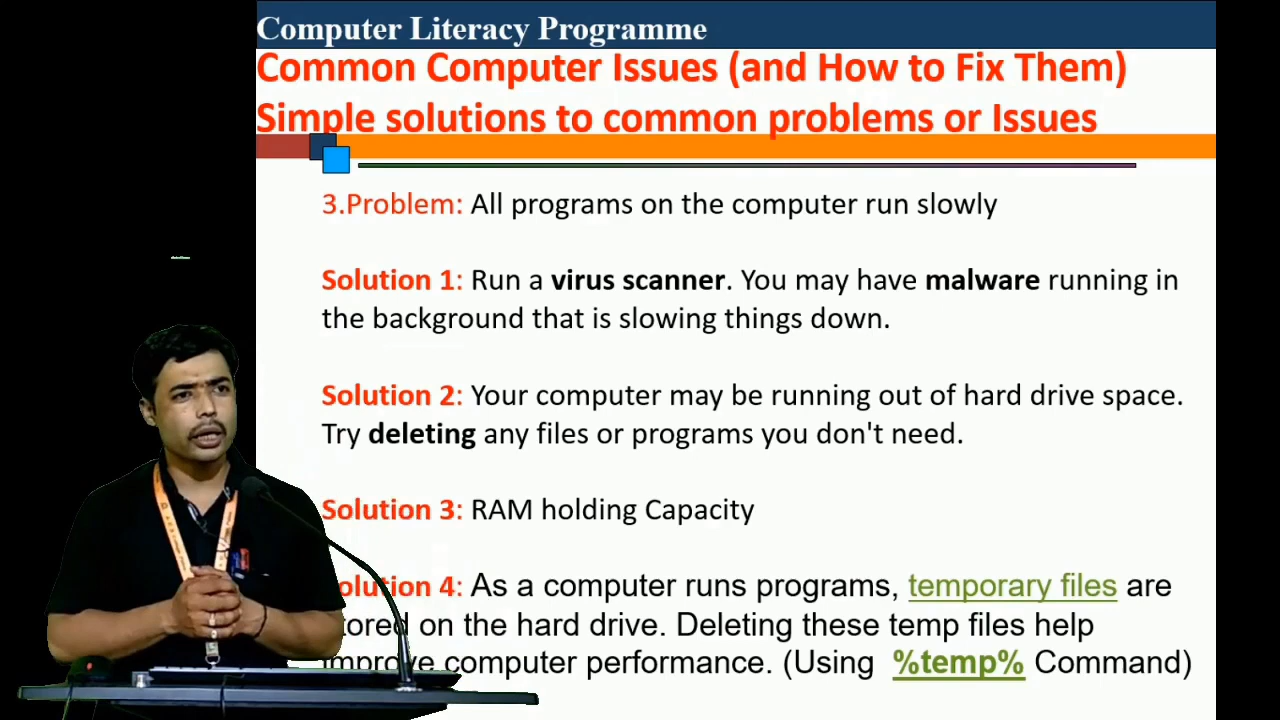 Computer Literacy Programme
Common Computer Issues (and How to Fix Them)
Simple solutions to common problems or Issues
3.Problem: All programs on the computer run slowly
Solution 1: Run a virus scanner. You may have malware running in
the background that is slowing things down.
Solution 2: Your computer may be running out of hard drive space.
Try deleting any files or programs you don't need.
Solution 3: RAM holding Capacity
olution 4: As a computer runs programs, temporary files are
tored on the hard drive. Deleting these temp files help
improve computer performance. (Using %temp% Command)